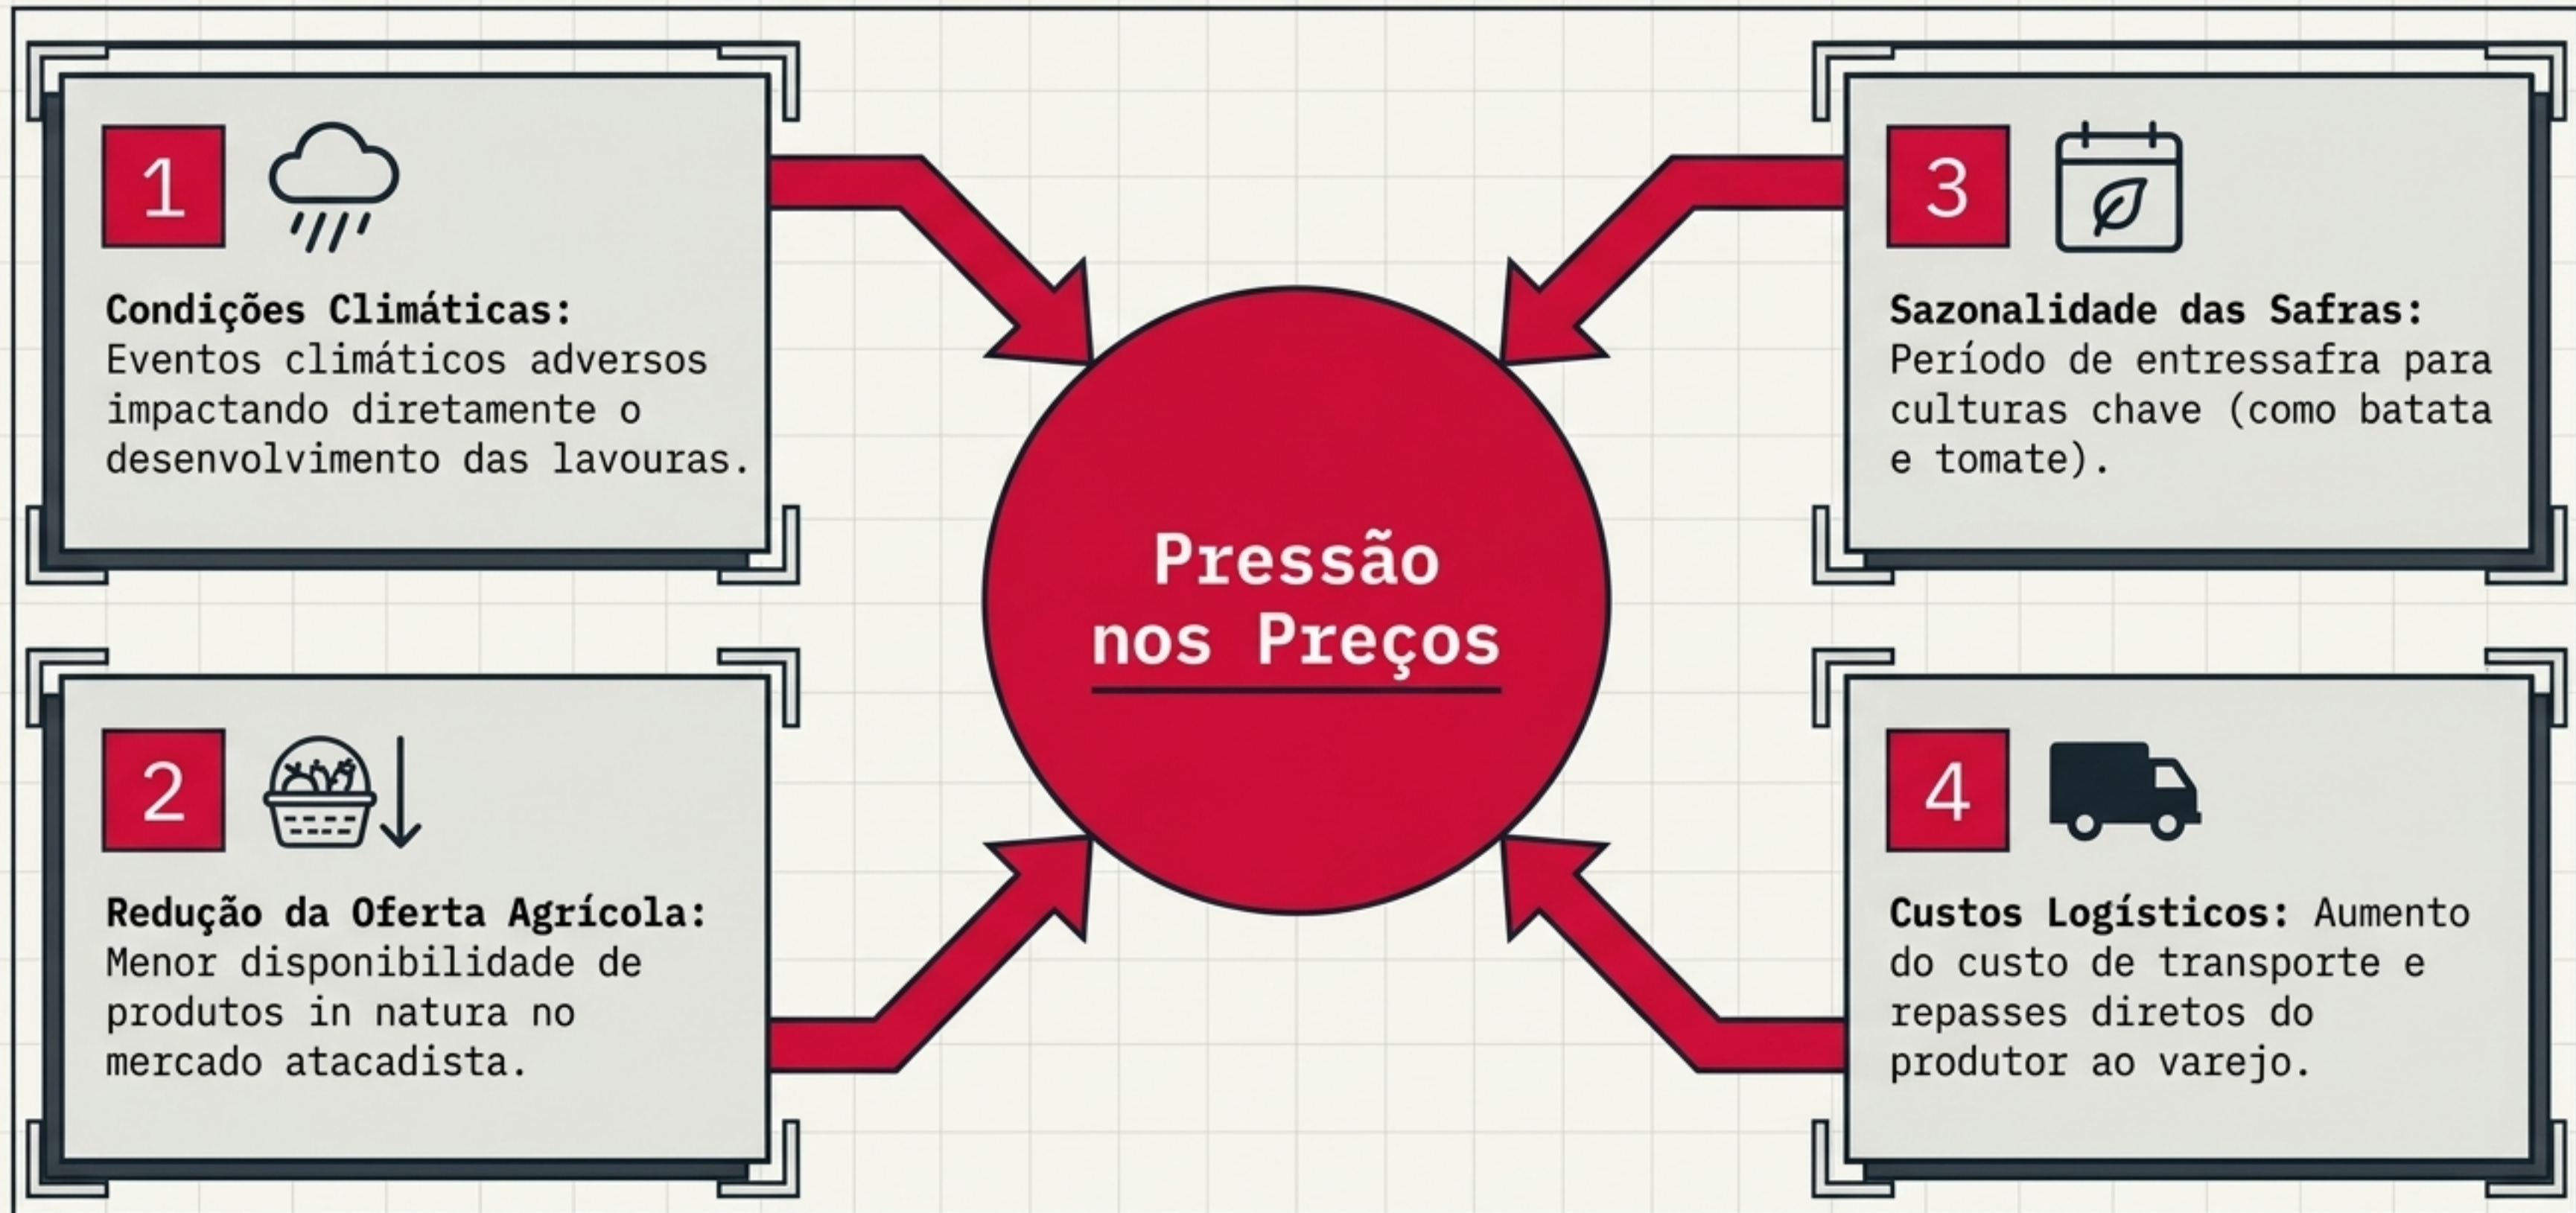 1
Condições Climáticas:
Eventos climáticos adversos
impactando diretamente o
desenvolvimento das lavouras.
2
Redução da Oferta Agrícola:
Menor disponibilidade de
produtos in natura no
mercado atacadista.
Pressão
nos Preços
3
Sazonalidade das Safras:
Período de entressafra para
culturas chave (como batata
e tomate).
4
Custos Logísticos: Aumento
do custo de transporte e
repasses diretos do
produtor ao varejo.